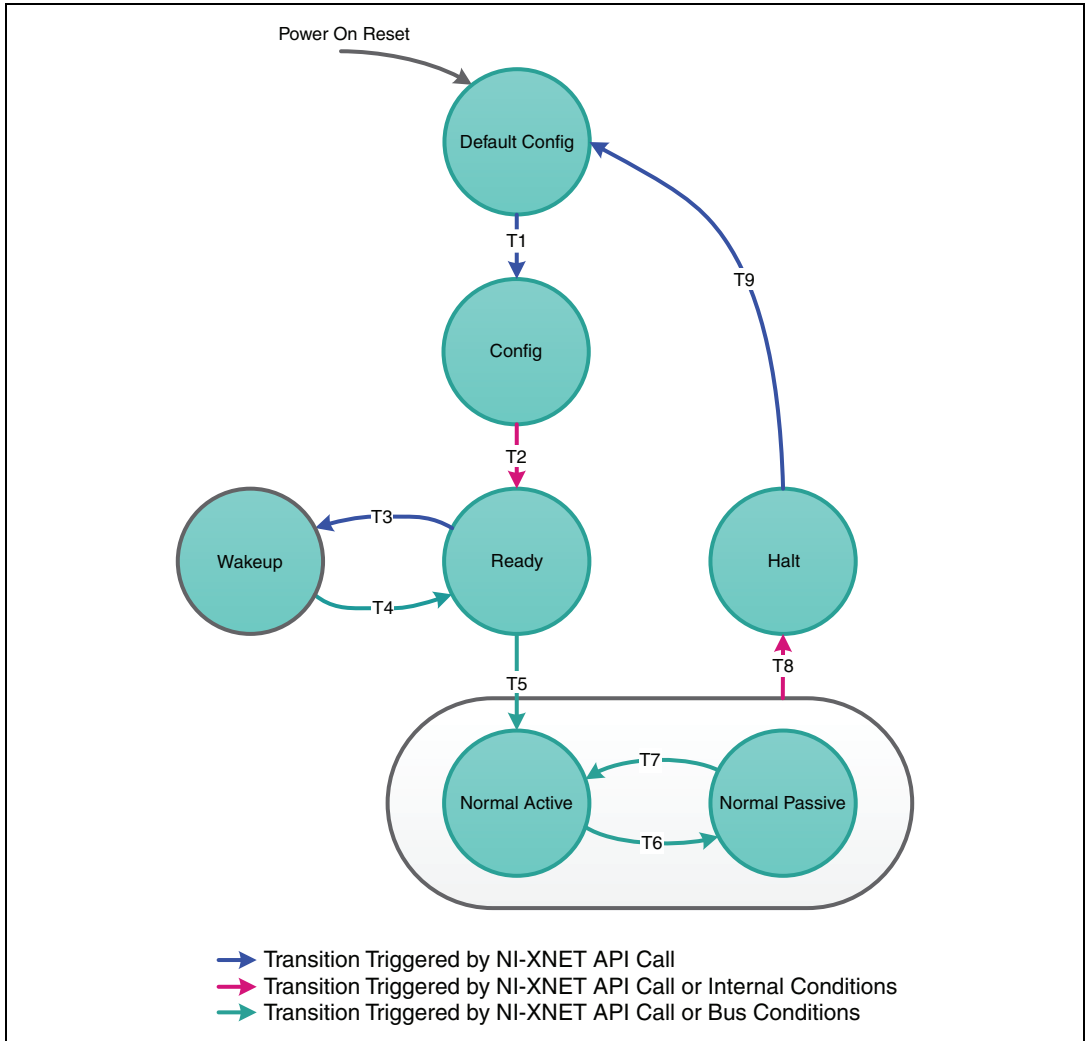 Power On Reset
Default Config
T1
T9
Config
T2
T3
Wakeup
Ready
Halt
T4
T8
T5
T7
Normal Active
Normal Passive
T6
Transition Triggered by NI-XNET API Call
Transition Triggered by NI-XNET API Call or Internal Conditions
Transition Triggered by NI-XNET API Call or Bus Conditions